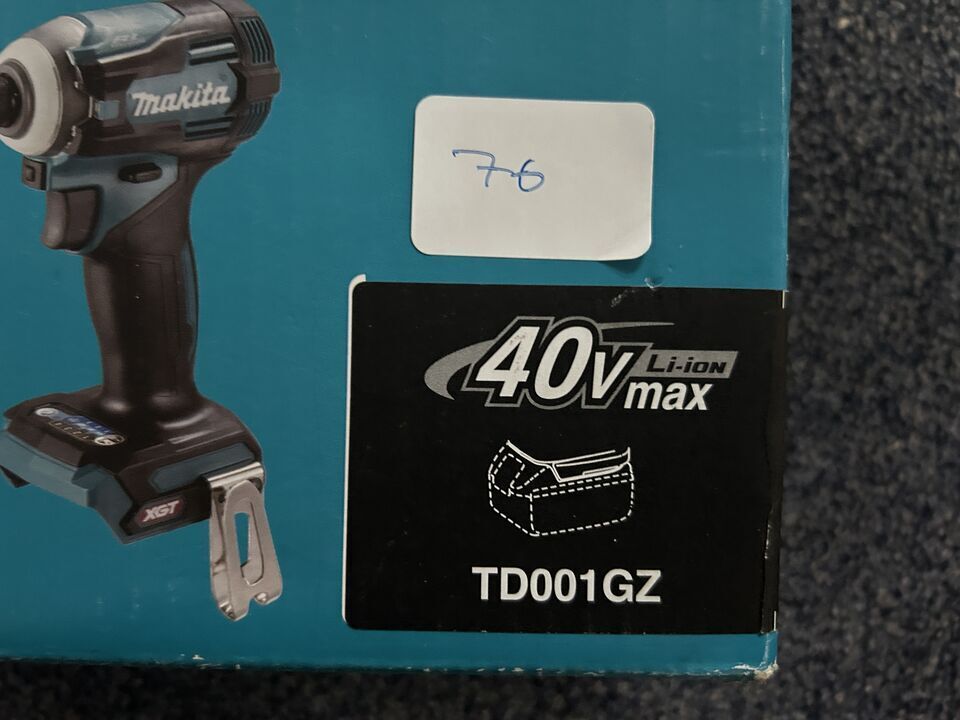 makita
76
40v Li-ion
max
XGT
TD001GZ